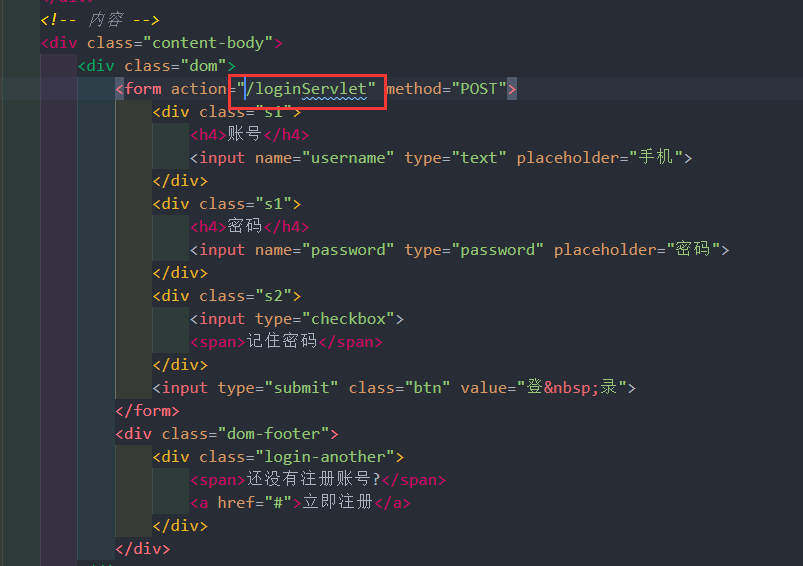 <!-- 内容 -->
<div class="content-body">
<div class="dom">
<form action="/loginServlet" method="POST">
<div class="s1">
<h4>账号</h4>
<input name="username" type="text" placeholder="手机">
</div>
<div class="s1">
<h4>密码</h4>
<input name="password" type="password" placeholder="密码">
</div>
<div class="s2">
<input type="checkbox">
<span>记住密码</span>
</div>
<input type="submit" class="btn" value="登&nbsp;录">
</form>
<div class="dom-footer">
<div class="login-another">
<span>还没有注册账号?</span>
<a href="#">立即注册</a>
</div>
</div>